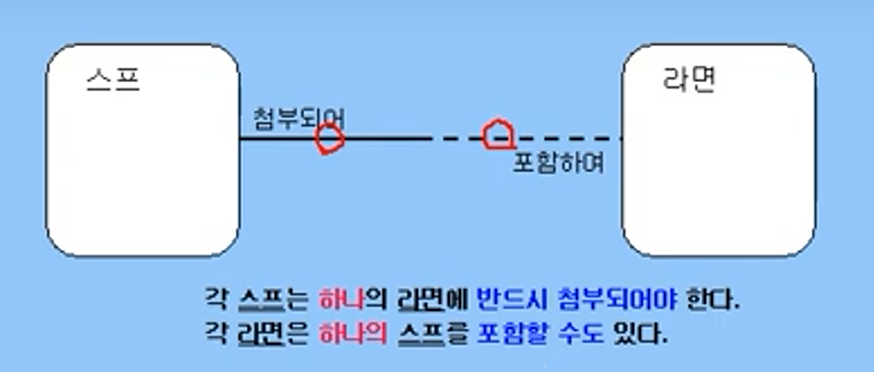 스프
라면
첨부되어
포함하여
각 스프는 하나의 라면에 반드시 첨부되어야 한다.
각 라면은 하나의 스프를 포함할 수도 있다.